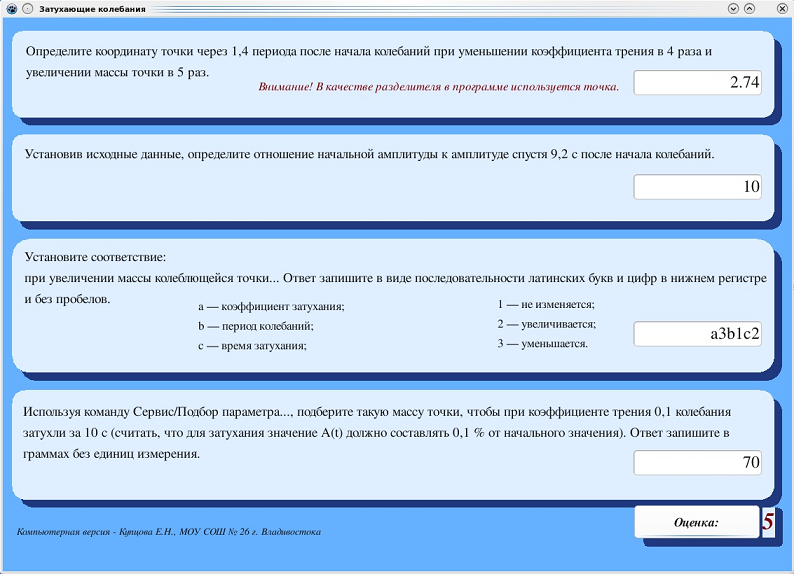 Затухающие колебания
Определите координату точки через 1,4 периода после начала колебаний при уменьшении коэффициента трения в 4 раза и
увеличении массы точки в 5 раз.
Внимание! В качестве разделителя в программе используется точка.
2.74
Установив исходные данные, определите отношение начальной амплитуды к амплитуде спустя 9,2 с после начала колебаний.
10
Установите соответствие:
при увеличении массы колеблющейся точки... Ответ запишите в виде последовательности латинских букв и цифр в нижнем регистре
и без пробелов.
a — коэффициент затухания;
b — период колебаний;
c — время затухания;
1 — не изменяется;
2 — увеличивается;
3 — уменьшается.
a3b1c2
Используя команду Сервис/Подбор параметра..., подберите такую массу точки, чтобы при коэффициенте трения 0,1 колебания
затухли за 10 с (считать, что для затухания значение A(t) должно составлять 0,1 % от начального значения). Ответ запишите в
граммах без единиц измерения.
70
Оценка:
5
Компьютерная версия - Купцова Е.Н., МОУ СОШ № 26 г. Владивостока